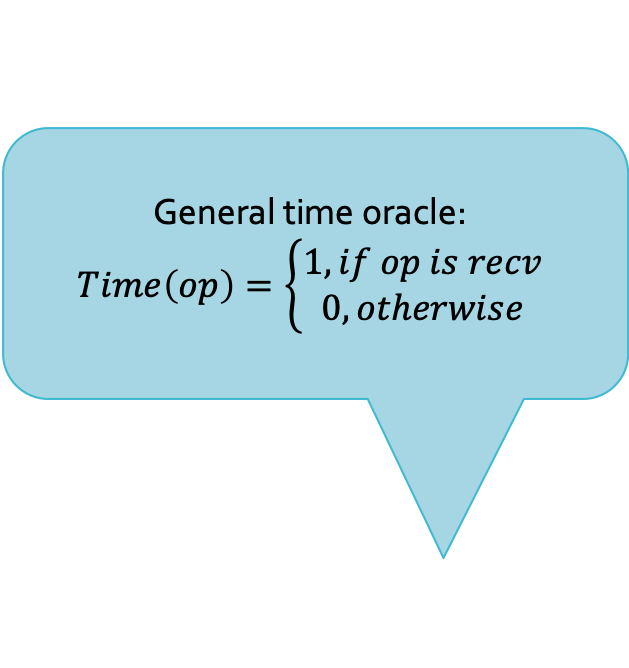 General time oracle:
Time(op) = {1, if op is recv
0, otherwise